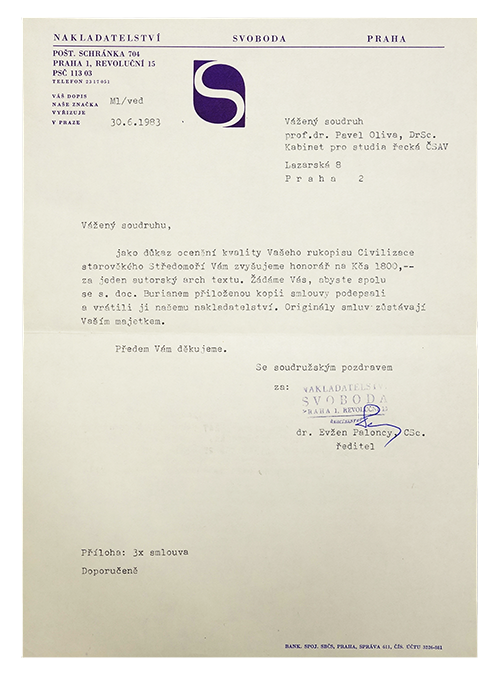 NAKLADATELSTVÍ SVOBODA PRAHA
POŠT. SCHRÁNKA 704
PRAHA 1, REVOLUČNÍ 15
PSČ 113 03
TELEFON 2317051
VÁŠ DOPIS
NAŠE ZNAČKA Ml/ved
VYŘIZUJE
V PRAZE 30.6.1983
S
Vážený soudruh
prof.dr. Pavel Oliva, DrSc.
Kabinet pro studia řecká ČSAV
Lazarská 8
Praha 2
Vážený soudruhu,
jako důkaz ocenění kvality Vašeho rukopisu Civilizace
starověkého Středomoří Vám zvyšujeme honorář na Kčs 1800,--
za jeden autorský arch textu. Žádáme Vás, abyste spolu
se s. doc. Burianem přiloženou kopii smlouvy podepsali
a vrátili ji našemu nakladatelství. Originály smluv zůstávají
Vaším majetkem.
Předem Vám děkujeme.
Se soudružským pozdravem
za:
NAKLADATELSTVÍ
SVOBODA
PRAHA 1, REVOLUČNÍ 15
dr. Evžen Paloncy, CSc.
ředitel
Příloha: 3x smlouva
Doporučeně
BANK. SPOJ. SBČS, PRAHA, SPRÁVA 611, ČÍS. ÚČTU